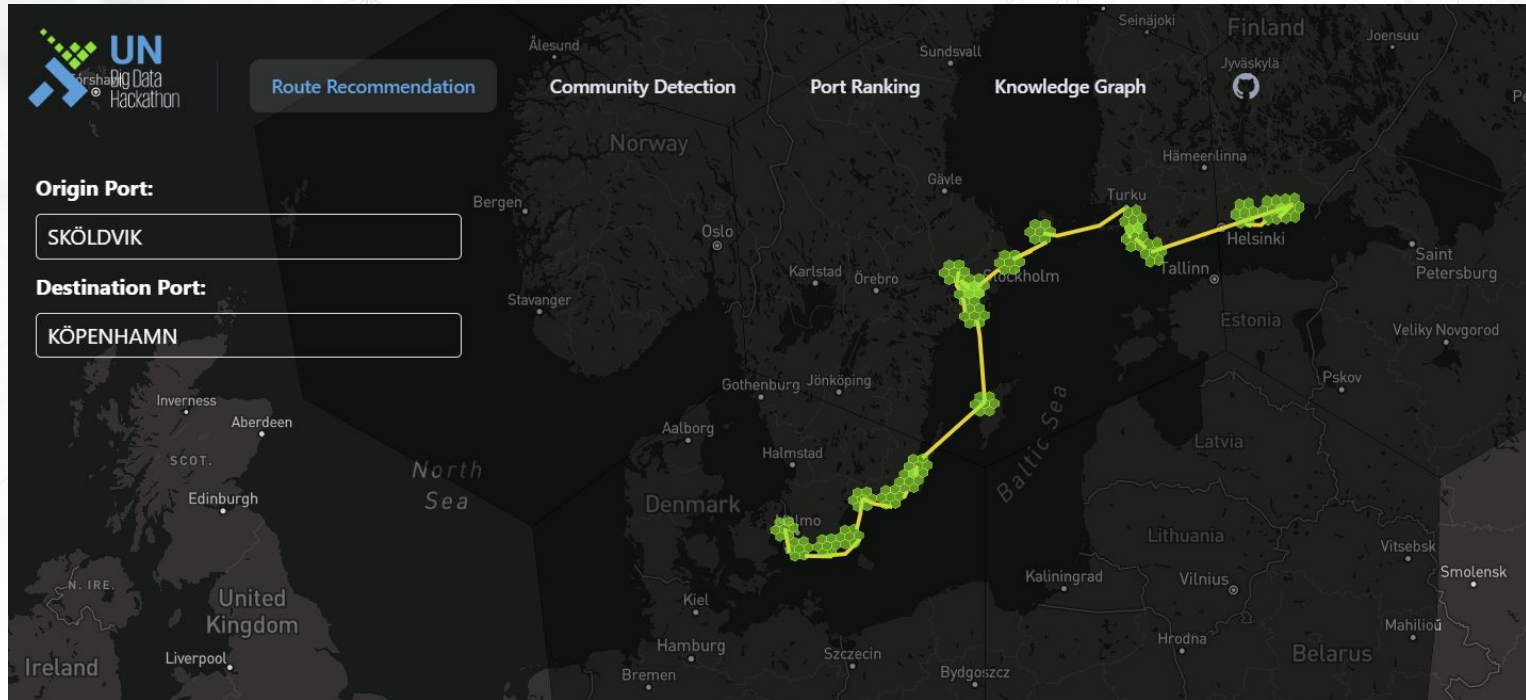 UN
Big Data
Hackathon
Route Recommendation
Community Detection
Port Ranking
Knowledge Graph
Origin Port:
SKÖLDVIK
Destination Port:
KÖPENHAMN
Seinäjoki
Finland
Joensuu
Ålesund
Sundsvall
Jyväskylä
Norway
Hämeenlinna
Gävle
Turku
Bergen
Oslo
Helsinki
Karlstad
Örebro
Stockholm
Tallinn
Saint
Petersburg
Stavanger
Estonia
Veliky Novgorod
Gothenburg
Jönköping
Pskov
Inverness
Aberdeen
Aalborg
Baltic Sea
Latvia
SCOT.
Halmstad
North
Sea
Edinburgh
Denmark
Lithuania
Vitsebsk
Smolensk
N. IRE.
Kaliningrad
Vilnius
United
Kingdom
Kiel
Mahilioŭ
Hrodna
Hamburg
Szczecin
Belarus
Ireland
Liverpool
Bremen
Bydgoszcz